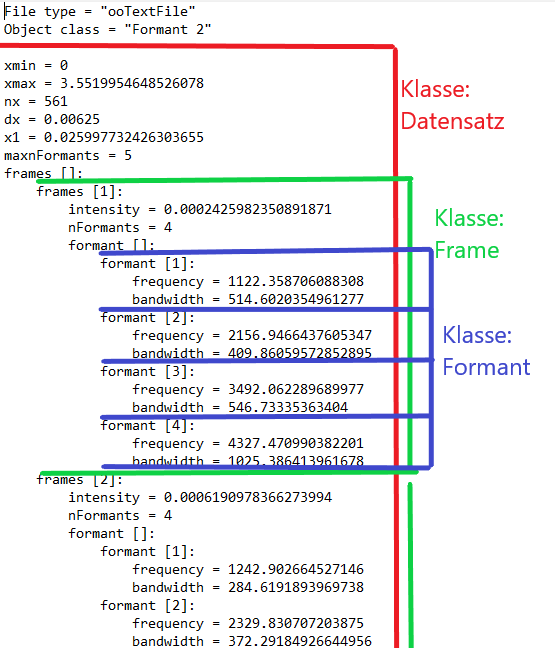 File type = "ooTextFile"
Object class = "Formant 2"
xmin = 0
xmax = 3.5519954648526078
nx = 561
dx = 0.00625
x1 = 0.025997732426303655
maxnFormants = 5
frames []:
frames [1]:
intensity = 0.0002425982350891871
nFormants = 4
formant []:
formant [1]:
frequency = 1122.358706088308
bandwidth = 514.6020354961277
formant [2]:
frequency = 2156.9466437605347
bandwidth = 409.86059572852895
formant [3]:
frequency = 3492.062289689977
bandwidth = 546.73335363404
formant [4]:
frequency = 4327.470990382201
bandwidth = 1025.386413961678
frames [2]:
intensity = 0.0006190978366273994
nFormants = 4
formant []:
formant [1]:
frequency = 1242.902664527146
bandwidth = 284.6191893969738
formant [2]:
frequency = 2329.830707203875
bandwidth = 372.29184926644956
Klasse:
Datensatz
Klasse:
Frame
Klasse:
Formant